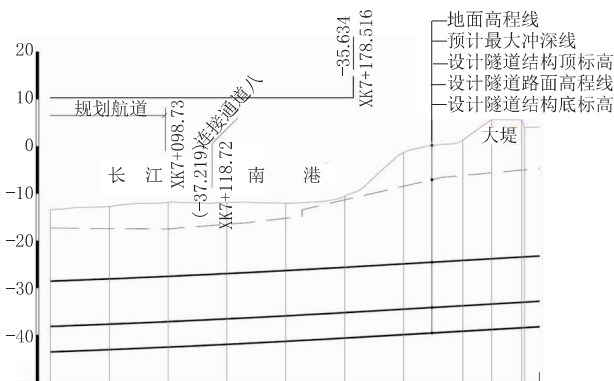 地面高程线
预计最大冲深线
设计隧道结构顶标高
设计隧道路面高程线
设计隧道结构底标高
-35.634
XK7+178.516
规划航道
XK7+098.73
连接通道八
(-37.219)
XK7+118.72
大堤
长江南港
20
10
0
-10
-20
-30
-40